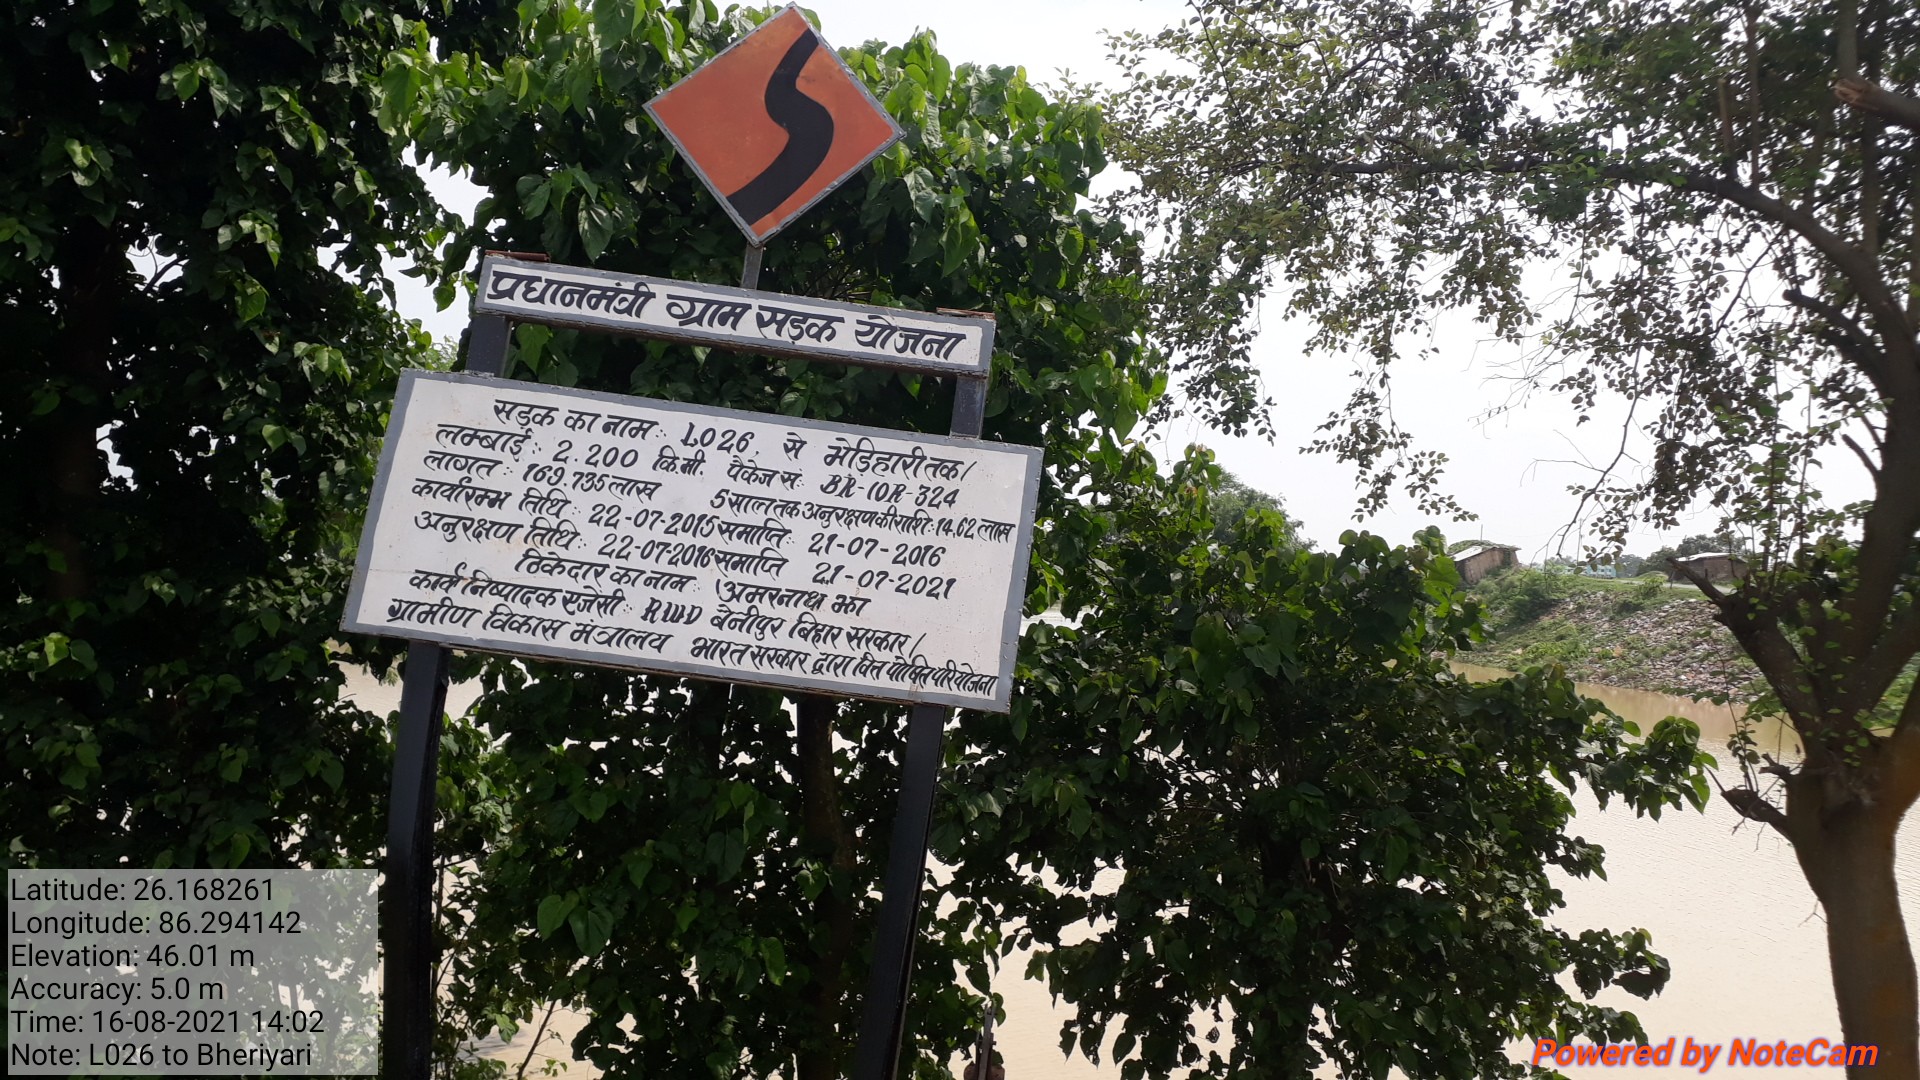 प्रधानमंत्री ग्राम सड़क योजना
सड़क का नाम:- L026 से भेड़िहारी तक।
लम्बाई:- 2.200 कि.मी. पैकेज सं:- BR-10R-324
लागत:- 169.735 लाख 5 साल तक अनुरक्षण की राशि:-14.62 लाख
कार्यारम्भ तिथि:- 22-07-2015 समाप्ति:- 21-07-2016
अनुरक्षण तिथि:- 22-07-2016 समाप्ति 21-07-2021
ठिकेदार का नाम:- अमरनाथ झा
कार्य निष्पादक एजेंसी:- RWD बैनीपुर बिहार सरकार।
ग्रामीण विकास मंत्रालय भारत सरकार द्वारा वित्त पोषित परियोजना
Latitude: 26.168261
Longitude: 86.294142
Elevation: 46.01 m
Accuracy: 5.0 m
Time: 16-08-2021 14:02
Note: L026 to Bheriyari
Powered by NoteCam